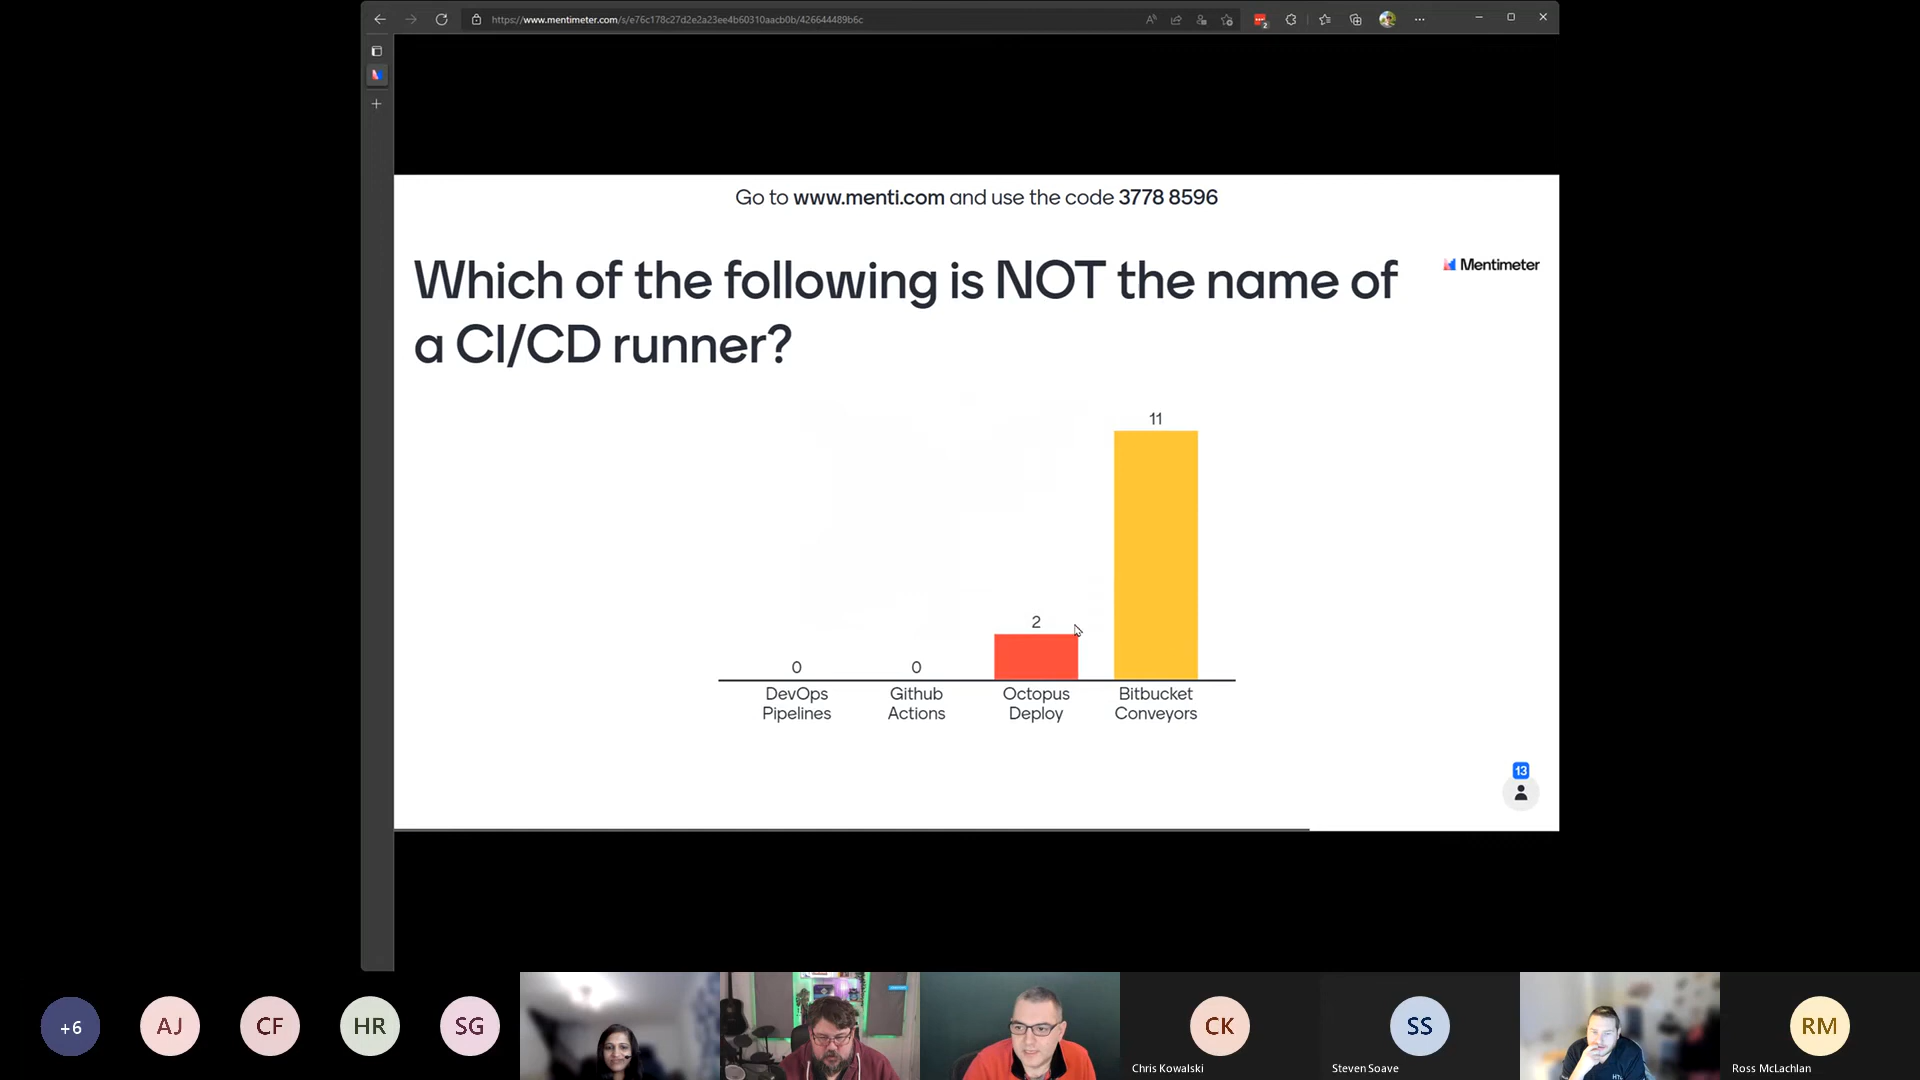 https://www.mentimeter.com/s/e76c178c27d2e2a23ee4b60310aacb0b/426644489b6c
2
Go to www.menti.com and use the code 3778 8596
Which of the following is NOT the name of
a CI/CD runner?
Mentimeter
11
2
0
0
DevOps
Pipelines
Github
Actions
Octopus
Deploy
Bitbucket
Conveyors
13
+6
AJ
CF
HR
SG
CK
Chris Kowalski
SS
Steven Soave
RM
Ross McLachlan